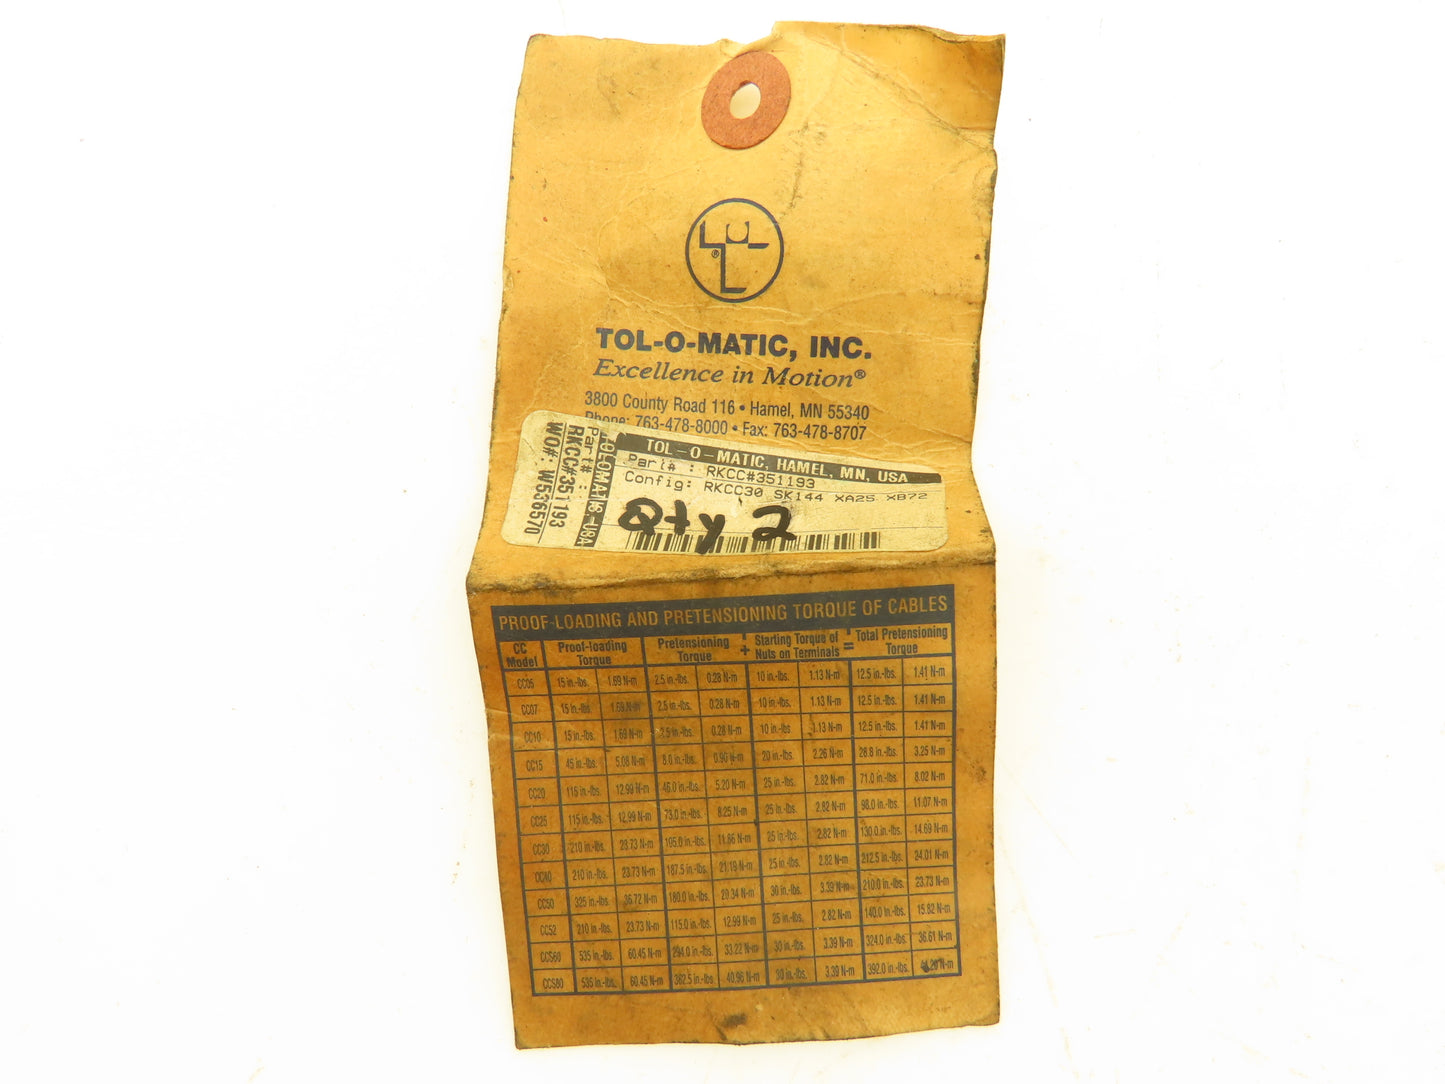 TOL-O-MATIC, INC.
Excellence in Motion®
3800 County Road 116 • Hamel, MN 55340
Phone: 763-478-8000 • Fax: 763-478-8707
TOL-O-MATIC, HAMEL, MN, USA
Part# : RKCC#351193
Config: RKCC30 SK144 XA25 XB72
Qty 2
Part# :
RKCC#351193
WO#: W536570
PROOF-LOADING AND PRETENSIONING TORQUE OF CABLES
CC Model Proof-loading Torque Pretensioning Torque + Starting Torque of Nuts on Terminals = Total Pretensioning Torque
CC05 15 in.-lbs. 1.69 N-m 2.5 in.-lbs. 0.28 N-m 10 in.-lbs. 1.13 N-m 12.5 in.-lbs. 1.41 N-m
CC07 15 in.-lbs. 1.69 N-m 2.5 in.-lbs. 0.28 N-m 10 in.-lbs. 1.13 N-m 12.5 in.-lbs. 1.41 N-m
CC10 15 in.-lbs. 1.69 N-m 2.5 in.-lbs. 0.28 N-m 10 in-lbs. 1.13 N-m 12.5 in.-lbs. 1.41 N-m
CC15 45 in.-lbs. 5.08 N-m 8.0 in.-lbs. 0.90 N-m 20 in.-lbs. 2.26 N-m 28.8 in.-lbs. 3.25 N-m
CC20 115 in.-lbs. 12.99 N-m 46.0 in.-lbs. 5.20 N-m 25 in.-lbs. 2.82 N-m 71.0 in.-lbs. 8.02 N-m
CC25 115 in.-lbs. 12.99 N-m 73.0 in.-lbs. 8.25 N-m 25 in.-lbs. 2.82 N-m 98.0 in.-lbs. 11.07 N-m
CC30 210 in.-lbs. 23.73 N-m 105.0 in.-lbs. 11.86 N-m 25 in.-lbs. 2.82 N-m 130.0 in.-lbs. 14.69 N-m
CC40 210 in.-lbs. 23.73 N-m 187.5 in.-lbs. 21.19 N-m 25 in.-lbs. 2.82 N-m 212.5 in.-lbs. 24.01 N-m
CC50 325 in.-lbs. 36.72 N-m 180.0 in.-lbs. 20.34 N-m 30 in.-lbs. 3.39 N-m 210.0 in.-lbs. 23.73 N-m
CC52 210 in.-lbs. 23.73 N-m 115.0 in.-lbs. 12.99 N-m 25 in.-lbs. 2.82 N-m 140.0 in.-lbs. 15.82 N-m
CCS60 535 in.-lbs. 60.45 N-m 294.0 in.-lbs. 33.22 N-m 30 in.-lbs. 3.39 N-m 324.0 in.-lbs. 36.61 N-m
CCS80 535 in.-lbs. 60.45 N-m 362.5 in.-lbs. 40.96 N-m 30 in.-lbs. 3.39 N-m 392.0 in.-lbs.